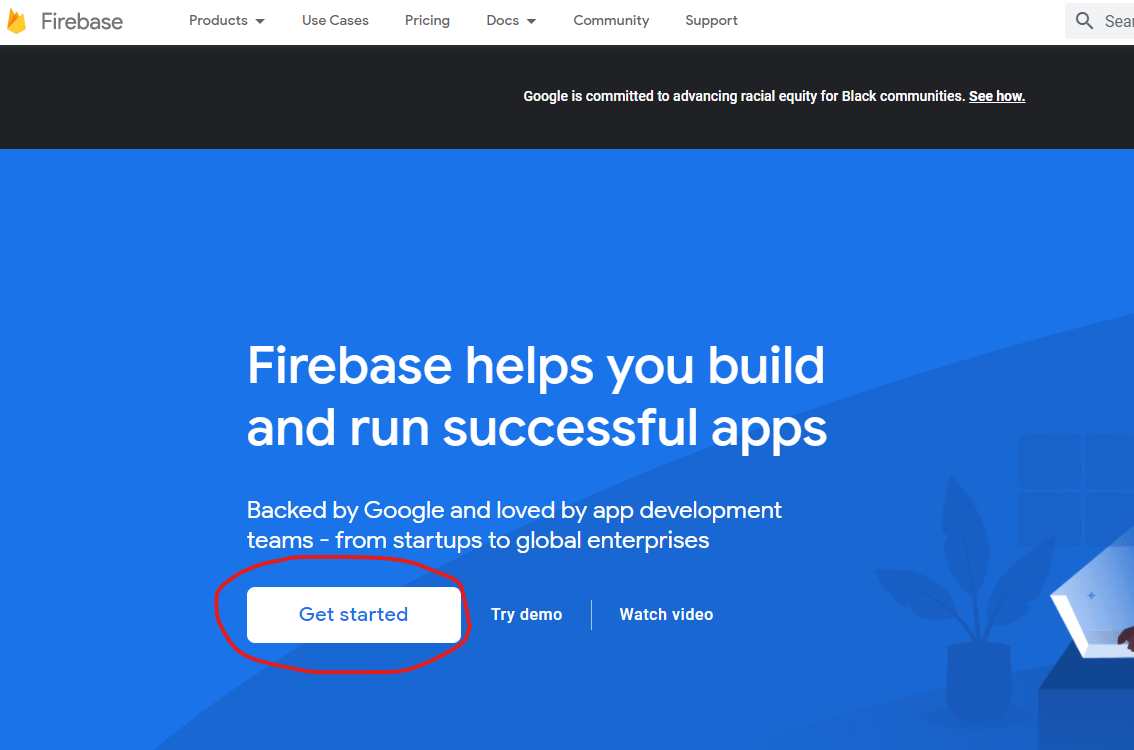 Firebase Products Use Cases Pricing Docs Community Support Sear
Google is committed to advancing racial equity for Black communities. See how.
Firebase helps you build
and run successful apps
Backed by Google and loved by app development
teams - from startups to global enterprises
Get started Try demo Watch video